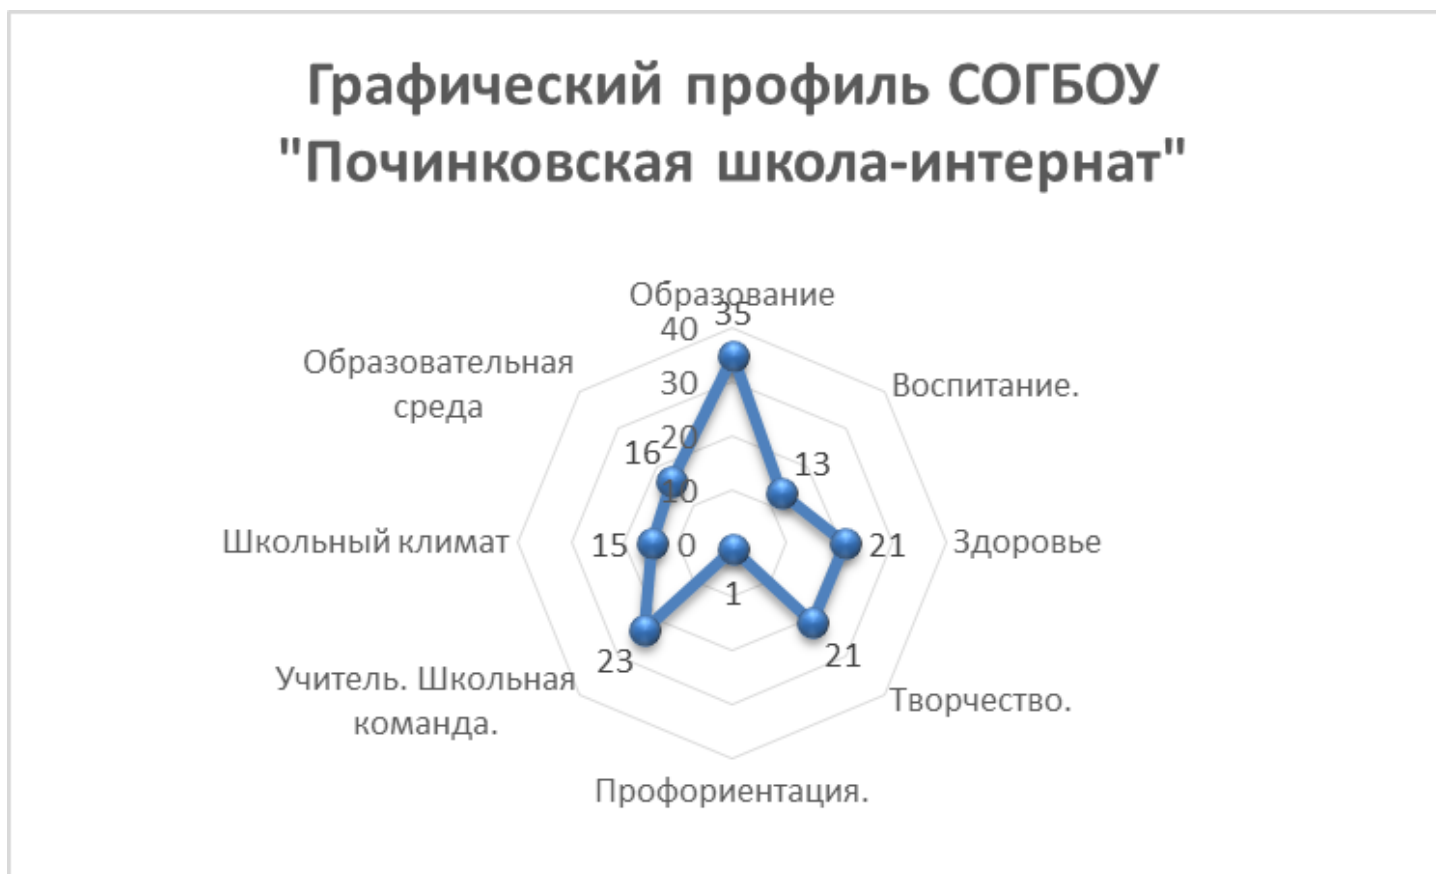 Графический профиль СОГБОУ
"Починковская школа-интернат"
Образование
35
40
30
20
10
0
Воспитание.
13
Здоровье
21
Творчество.
21
Профориентация.
1
Учитель. Школьная
команда.
23
Школьный климат
15
Образовательная
среда
16